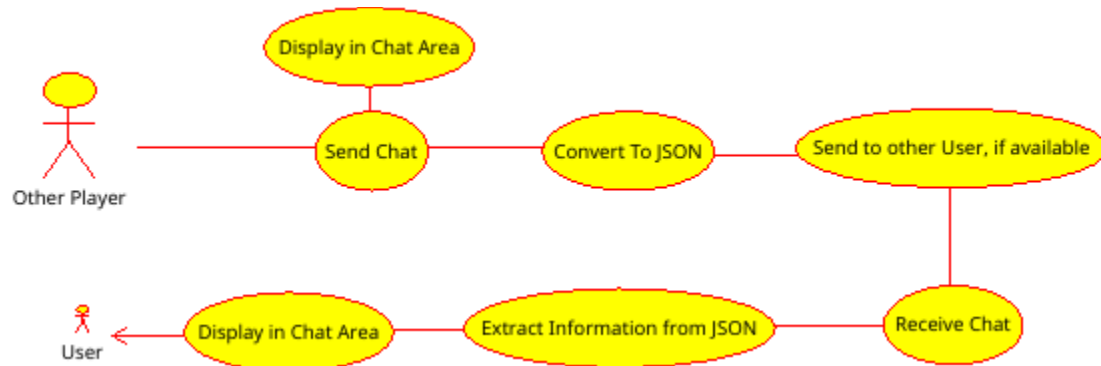 Display in Chat Area
Send Chat
Convert To JSON
Send to other User, if available
Other Player
Display in Chat Area
Extract Information from JSON
Receive Chat
User